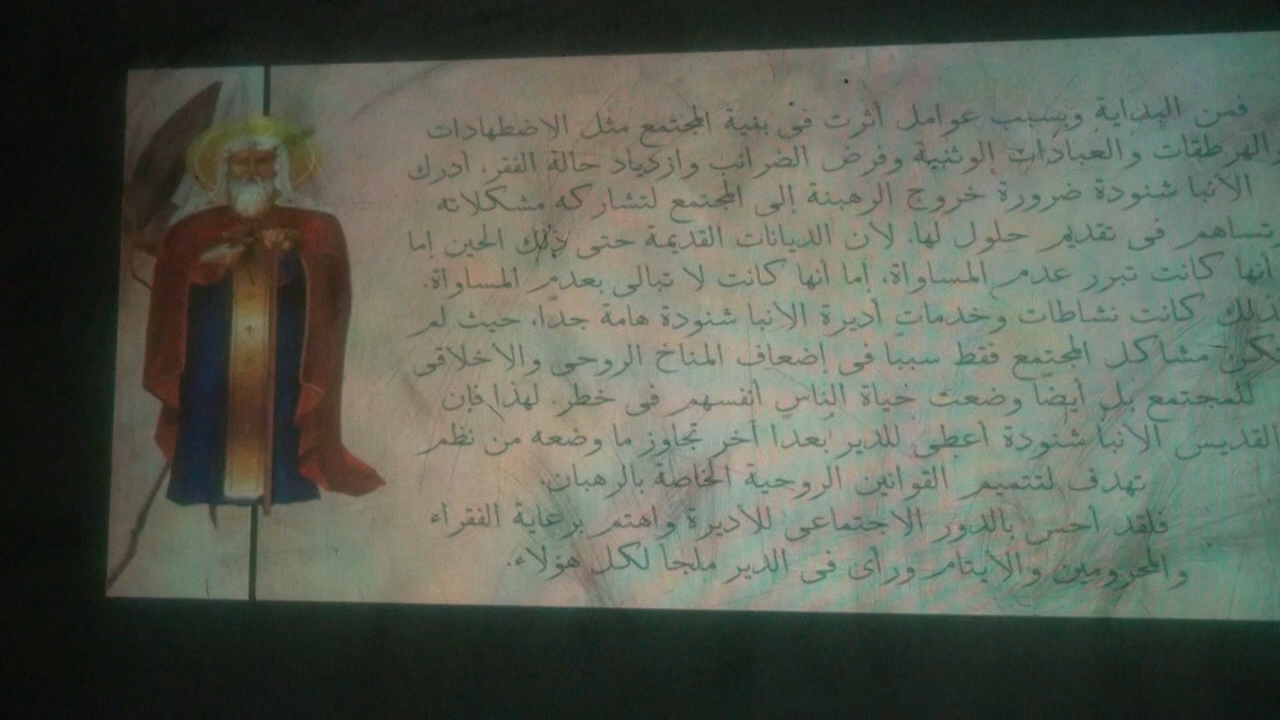 فمن البداية وبسبب عوامل أثرت فى بنية المجتمع مثل الاضطهادات
والهرطقات والعبادات الوثنية وفرض الضرائب وازدياد حالة الفقر. أدرك
الأنبا شنودة ضرورة خروج الرهبنة إلى المجتمع لتشاركه مشكلاته
وتساهم فى تقديم حلول لها. لأن الديانات القديمة حتى ذلك الحين إما
أنها كانت تبرر عدم المساواة، إما أنها كانت لا تبالى بعدم المساواة.
لذلك كانت نشاطات وخدمات أديرة الأنبا شنودة هامة جداً، حيث لم
تكن مشاكل المجتمع فقط سببا فى إضعاف المناخ الروحى والأخلاقى
للمجتمع بل أيضاً وضعت حياة الناس أنفسهم فى خطر. لهذا فإن
القديس الأنبا شنودة أعطى للدير بعدا آخر تجاوز ما وضعه من نظم
تهدف لتتميم القوانين الروحية الخاصة بالرهبان.
فلقد أحس بالدور الاجتماعى للأديرة واهتم برعاية الفقراء
والمحرومين والأيتام ورأى فى الدير ملجأ لكل هؤلاء.